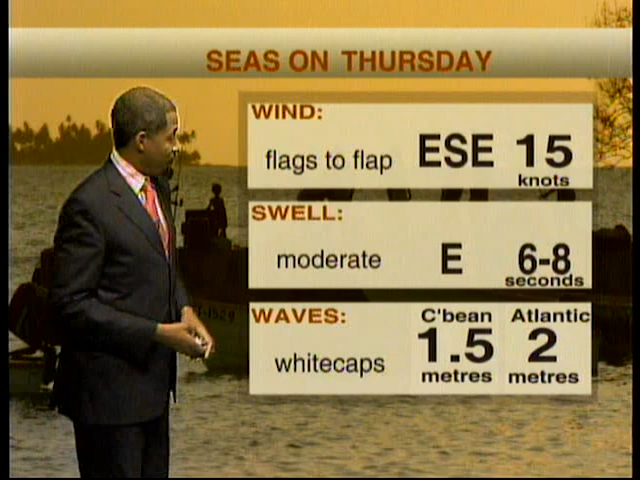 SEAS ON THURSDAY
WIND:
flags to flap ESE 15
knots
SWELL:
moderate E 6-8
seconds
WAVES: C'bean Atlantic
whitecaps 1.5 2
metres metres